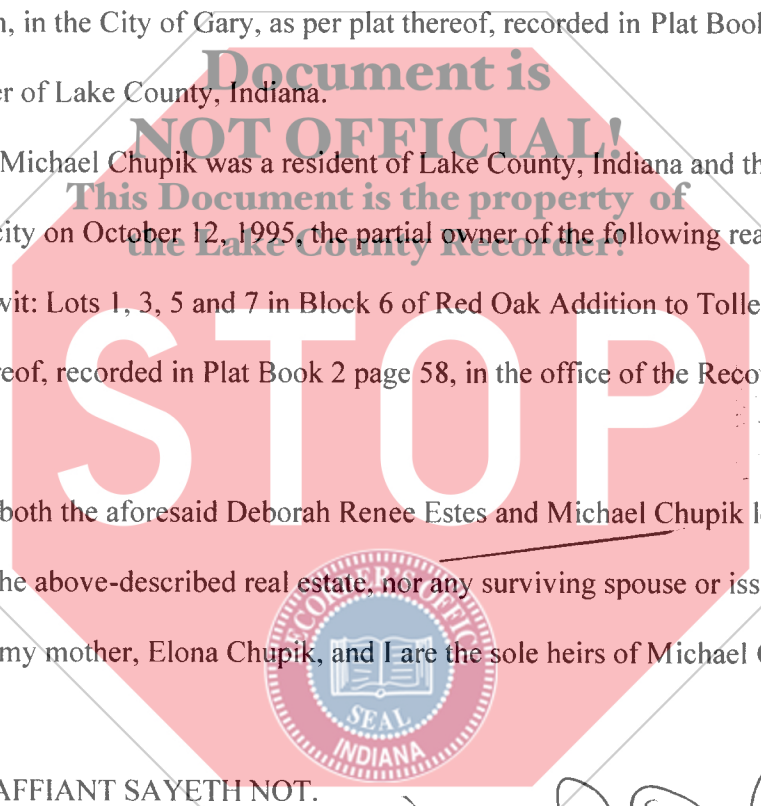 , in the City of Gary, as per plat thereof, recorded in Plat Book
Document is
er of Lake County, Indiana.
NOT OFFICIAL!
Michael Chupik was a resident of Lake County, Indiana and th
This Document is the property of
city on October 12, 1995, the partial owner of the following rea
the Lake County Recorder!
wit: Lots 1, 3, 5 and 7 in Block 6 of Red Oak Addition to Tolle
reof, recorded in Plat Book 2 page 58, in the office of the Reco
STOP
both the aforesaid Deborah Renee Estes and Michael Chupik l
he above-described real estate, nor any surviving spouse or iss
RECORDER'S OFFICE
my mother, Elona Chupik, and I are the sole heirs of Michael
SEAL
INDIANA
AFFIANT SAYETH NOT.